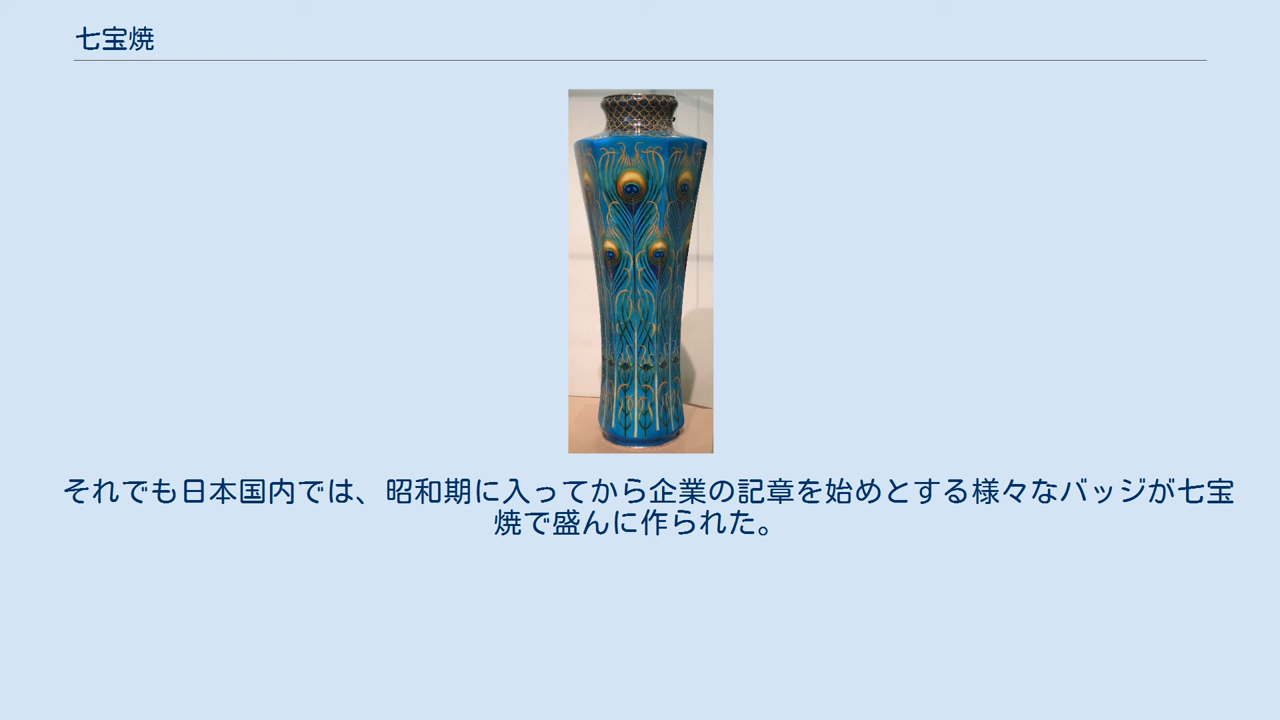 七宝焼
それでも日本国内では、昭和期に入ってから企業の記章を始めとする様々なバッジが七宝
焼で盛んに作られた。